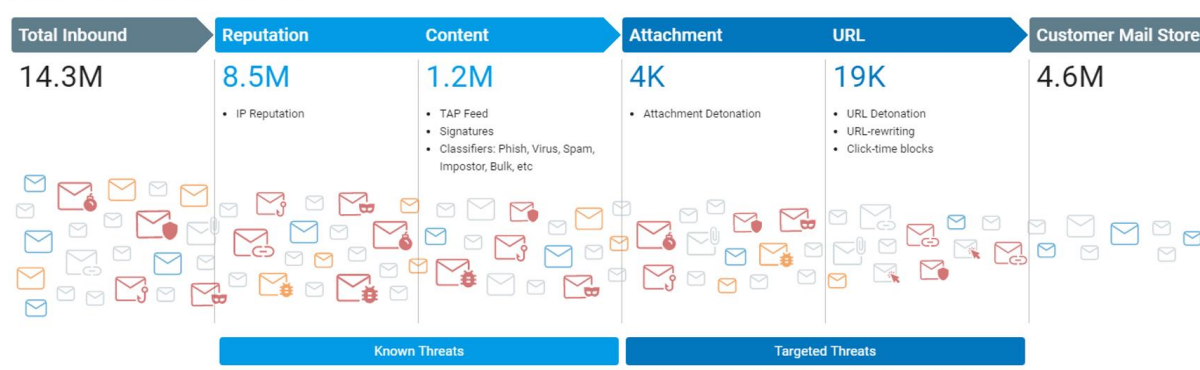 Total Inbound
Reputation
Content
Attachment
URL
Customer Mail Store
14.3M
8.5M
1.2M
4K
19K
4.6M
• IP Reputation
• TAP Feed
• Signatures
• Classifiers: Phish, Virus, Spam,
Impostor, Bulk, etc
• Attachment Detonation
• URL Detonation
• URL-rewriting
• Click-time blocks
Known Threats
Targeted Threats